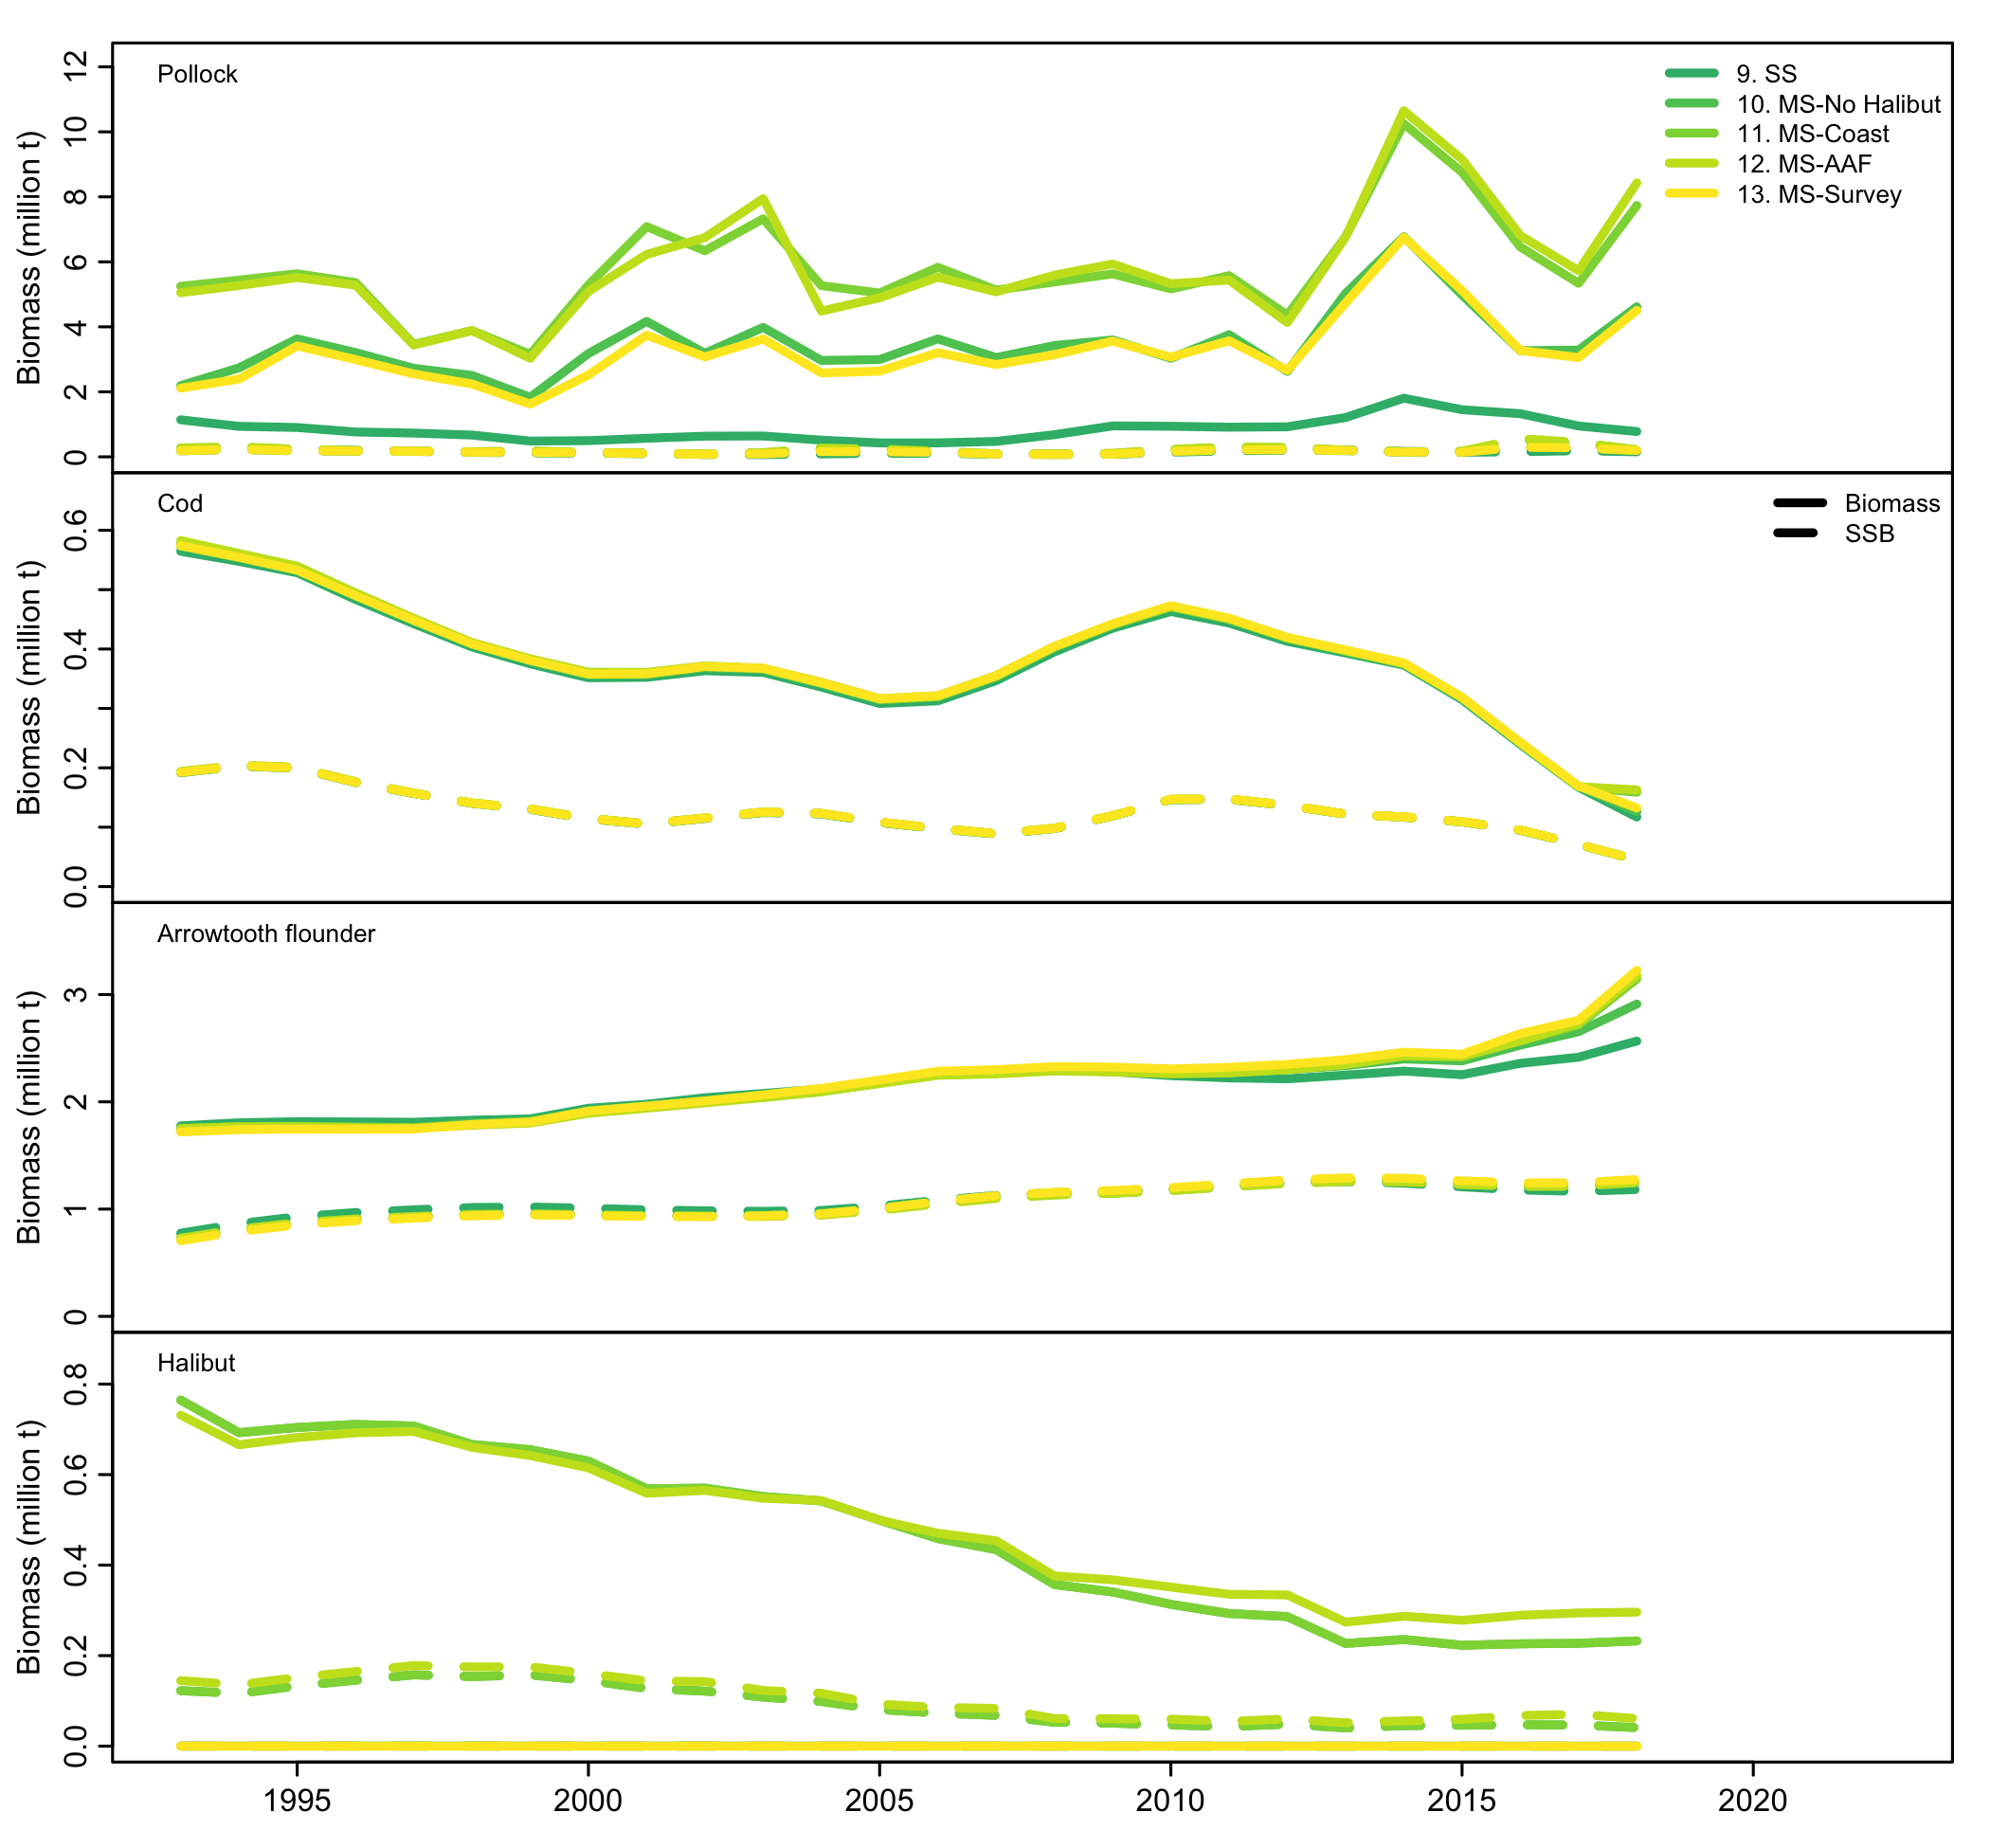 Pollock
9. SS
10. MS-No Halibut
11. MS-Coast
12. MS-AAF
13. MS-Survey
Biomass (million t)
12
10
8
6
4
2
0
Cod
Biomass
SSB
Biomass (million t)
0.6
0.4
0.2
0.0
Arrowtooth flounder
Biomass (million t)
3
2
1
0
Halibut
Biomass (million t)
0.8
0.6
0.4
0.2
0.0
1995 2000 2005 2010 2015 2020